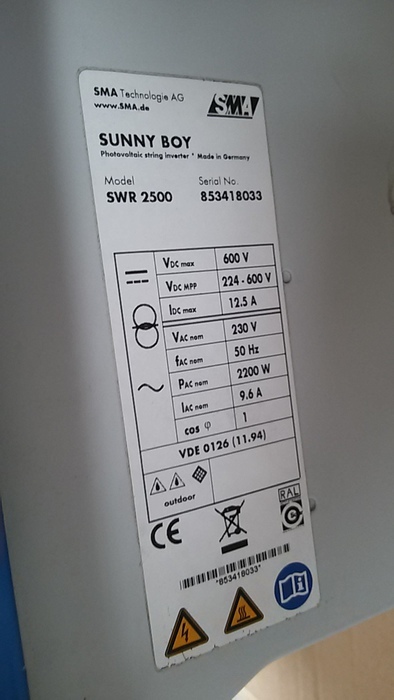 SMA Technologie AG
www.SMA.de
SMA
SUNNY BOY
Photovoltaic string inverter * Made in Germany
Model Serial No.
SWR 2500 853418033
VDC max 600 V
VDC MPP 224 - 600 V
IDC max 12.5 A
VAC nom 230 V
fAC nom 50 Hz
PAC nom 2200 W
IAC nom 9.6 A
cos φ 1
VDE 0126 (11.94)
outdoor
CE
RAL
*853418033*